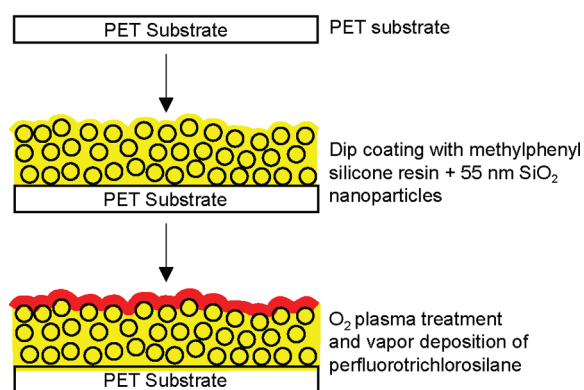 PET Substrate
PET substrate
Dip coating with methylphenyl
silicone resin + 55 nm SiO₂
nanoparticles
PET Substrate
O₂ plasma treatment
and vapor deposition of
perfluorotrichlorosilane
PET Substrate